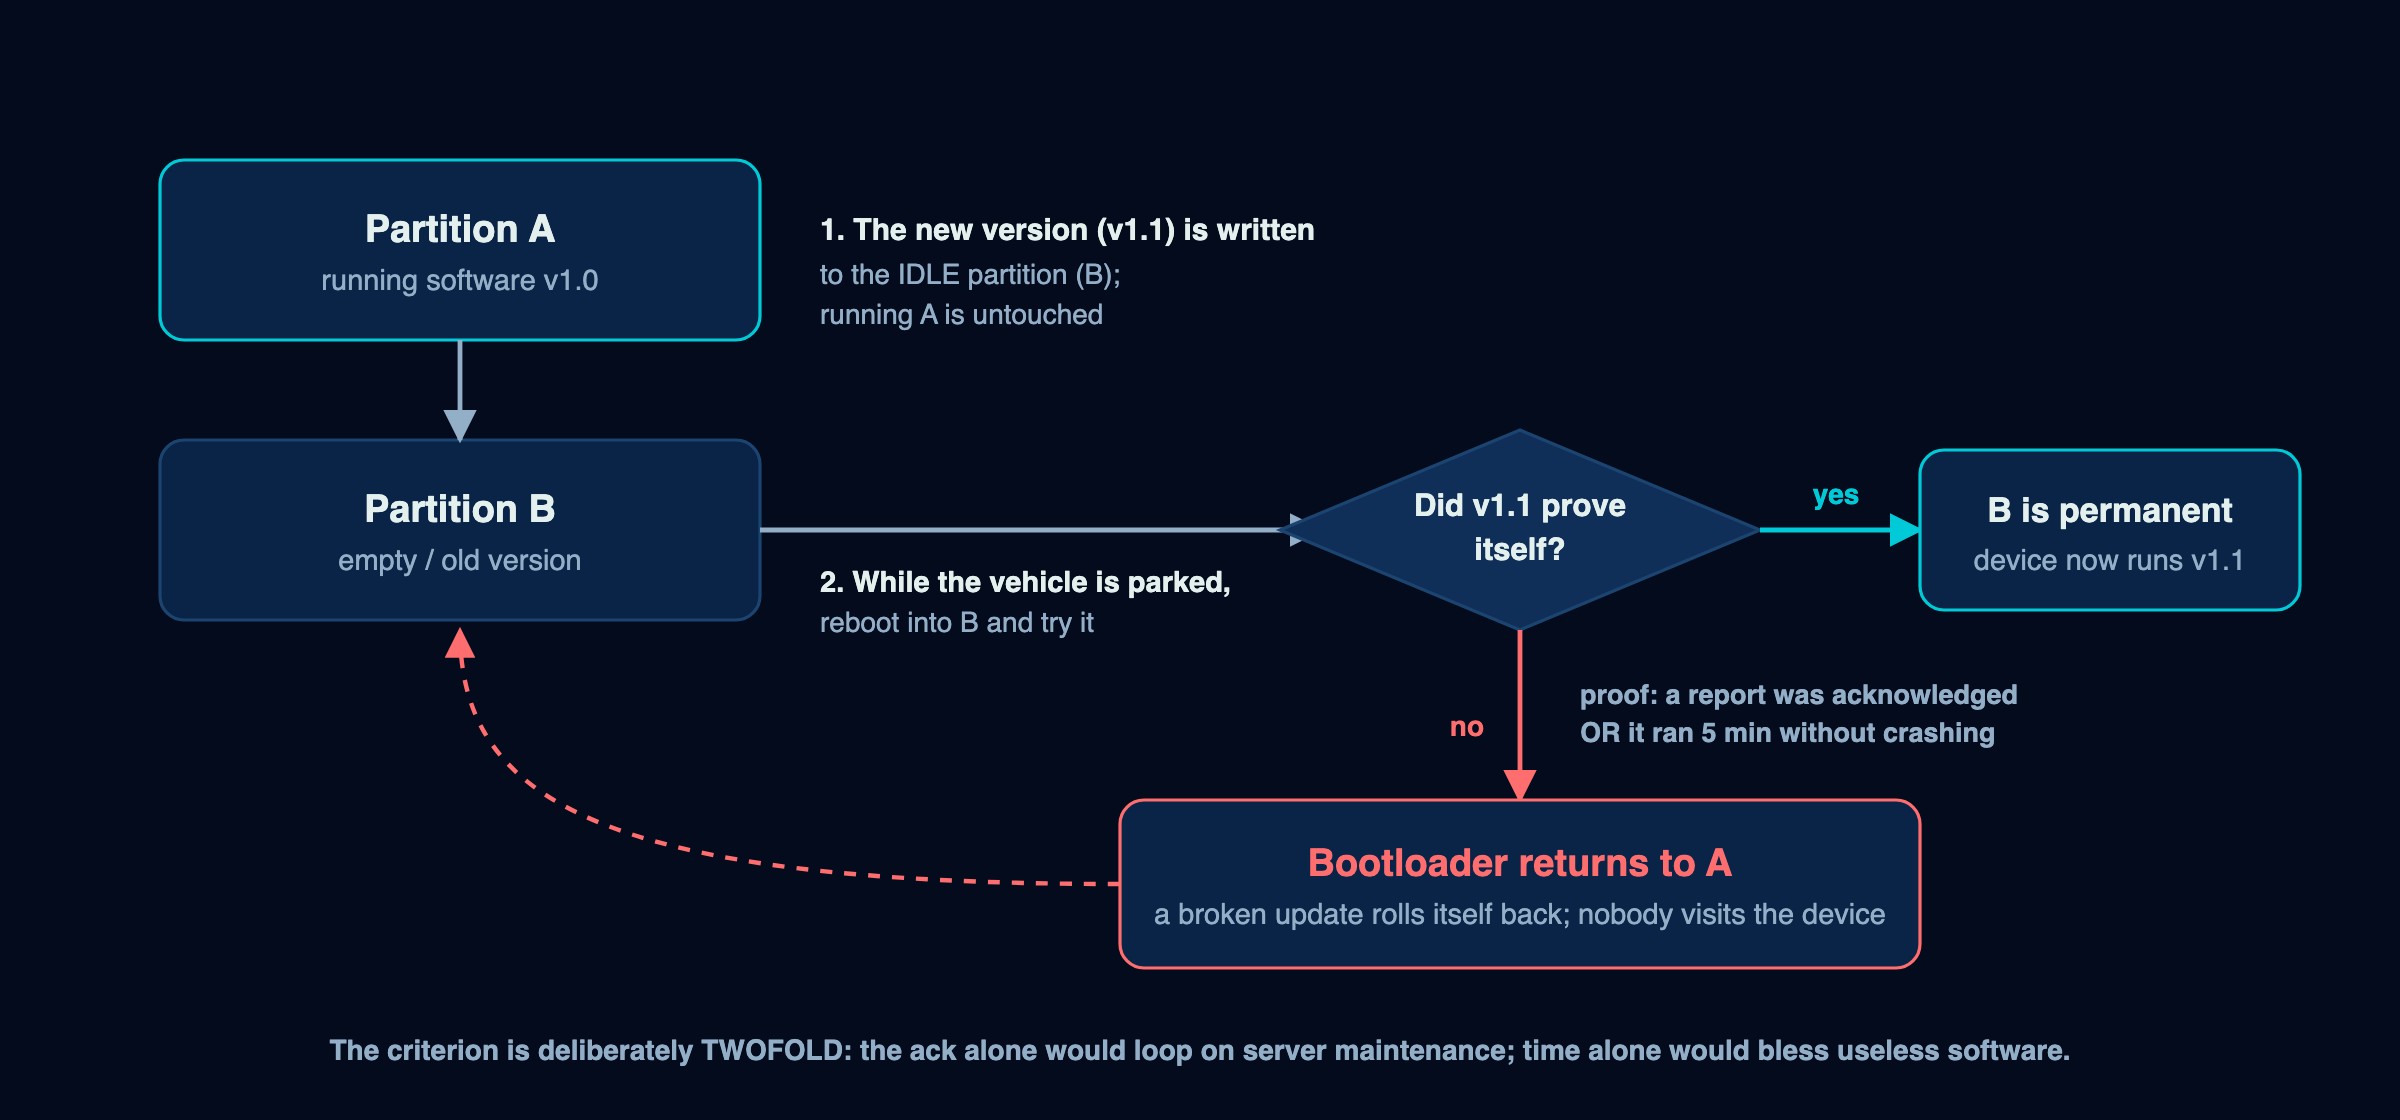 Partition A
running software v1.0
1. The new version (v1.1) is written
to the IDLE partition (B);
running A is untouched
Partition B
empty / old version
2. While the vehicle is parked,
reboot into B and try it
Did v1.1 prove
itself?
yes
B is permanent
device now runs v1.1
no
proof: a report was acknowledged
OR it ran 5 min without crashing
Bootloader returns to A
a broken update rolls itself back; nobody visits the device
The criterion is deliberately TWOFOLD: the ack alone would loop on server maintenance; time alone would bless useless software.